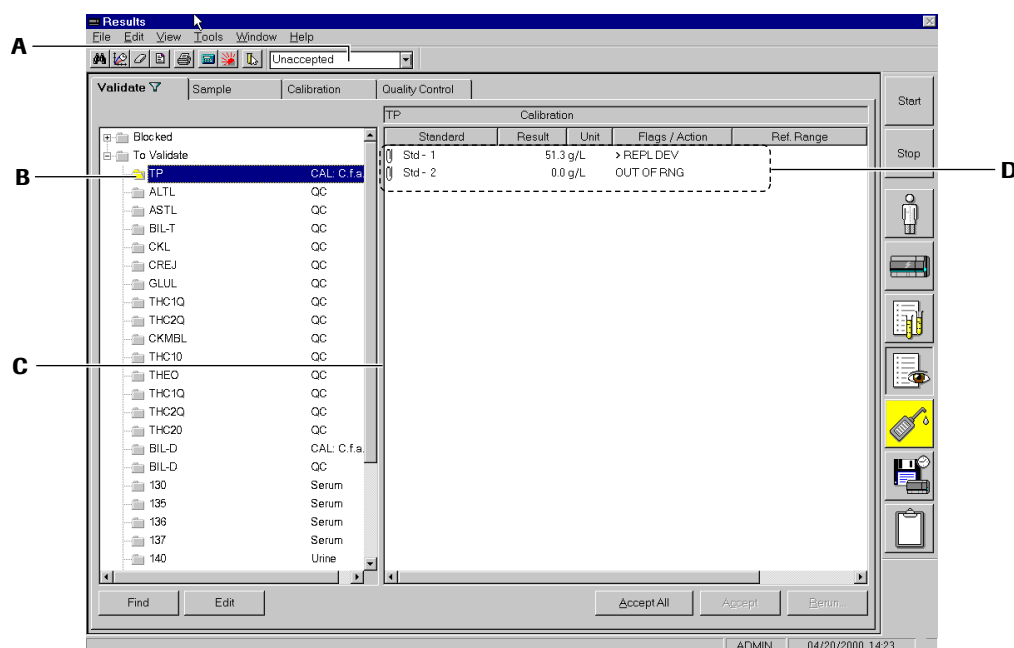 Results
File Edit View Tools Window Help
A
Unaccepted
Validate Sample Calibration Quality Control
Start
TP Calibration
Standard Result Unit Flags / Action Ref. Range
Blocked
To Validate
Std - 1 51.3 g/L > REPL DEV
Stop
B
TP CAL: C.f.a.
Std - 2 0.0 g/L OUT OF RNG
D
ALTL QC
ASTL QC
BIL-T QC
CKL QC
CREJ QC
GLUL QC
THC1Q QC
THC2Q QC
CKMBL QC
THC10 QC
C
THEO QC
THC1Q QC
THC2Q QC
THC20 QC
BIL-D CAL: C.f.a.
BIL-D QC
130 Serum
135 Serum
136 Serum
137 Serum
140 Urine
Find Edit Accept All Accept Rerun...
ADMIN 04/20/2000 14:23